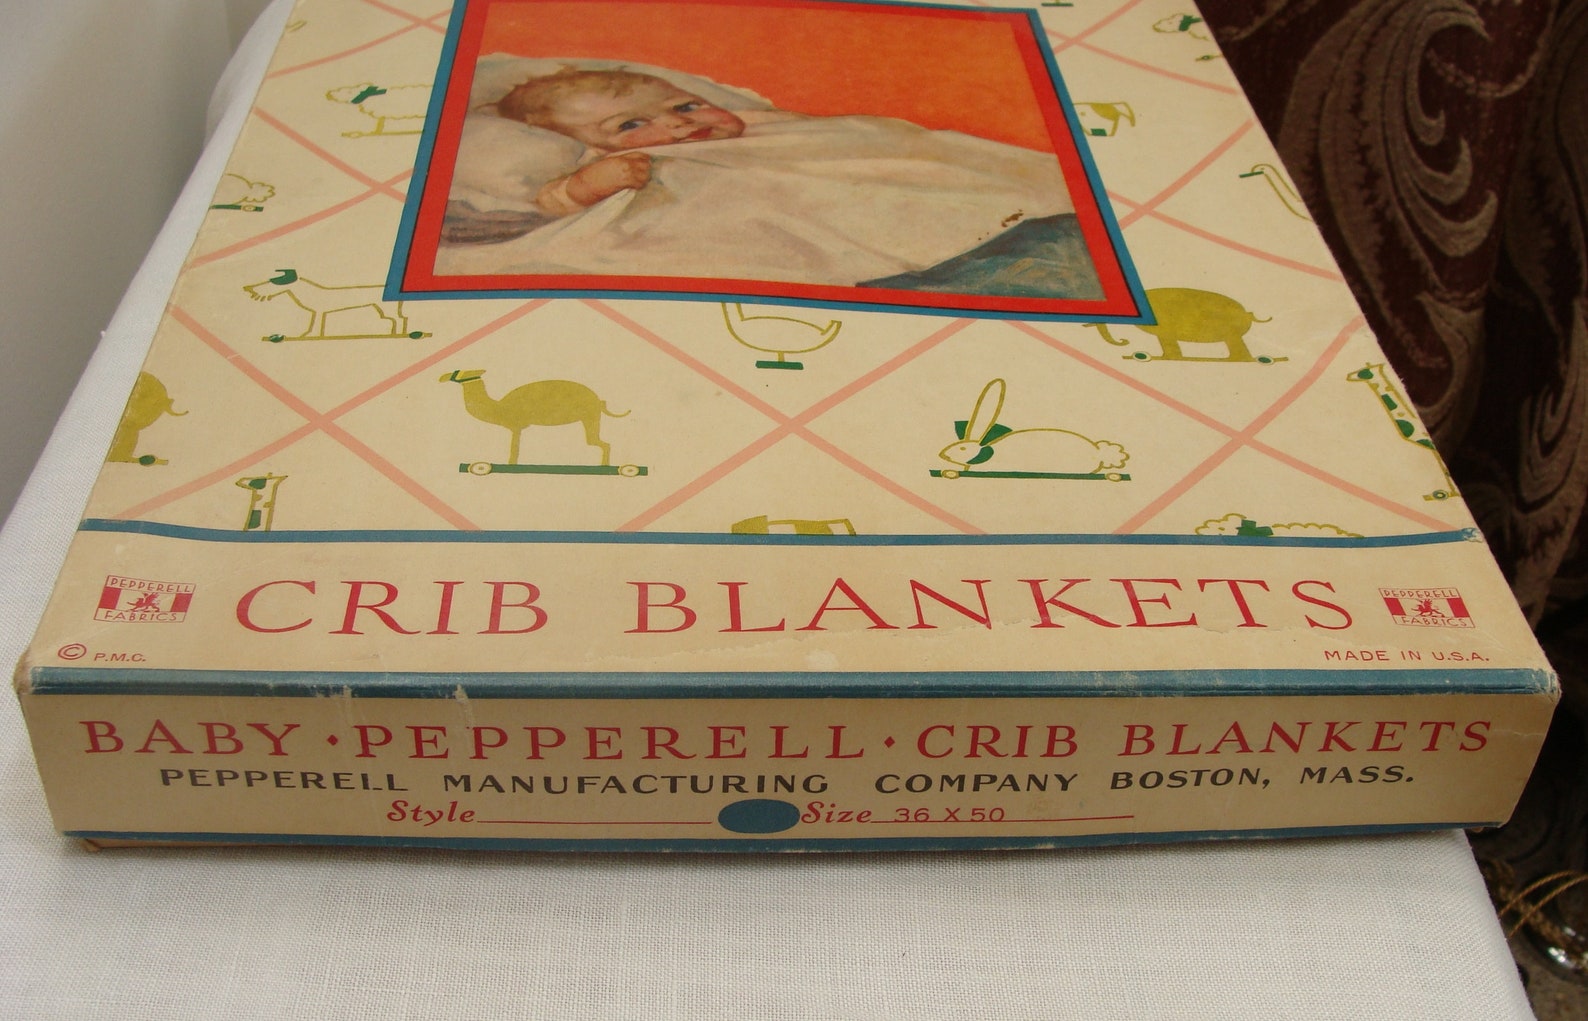 PEPPERELL
FABRICS
CRIB BLANKETS
PEPPERELL
FABRICS
© P.M.C.
MADE IN U.S.A.
BABY · PEPPERELL · CRIB BLANKETS
PEPPERELL MANUFACTURING COMPANY BOSTON, MASS.
Style Size 36 X 50